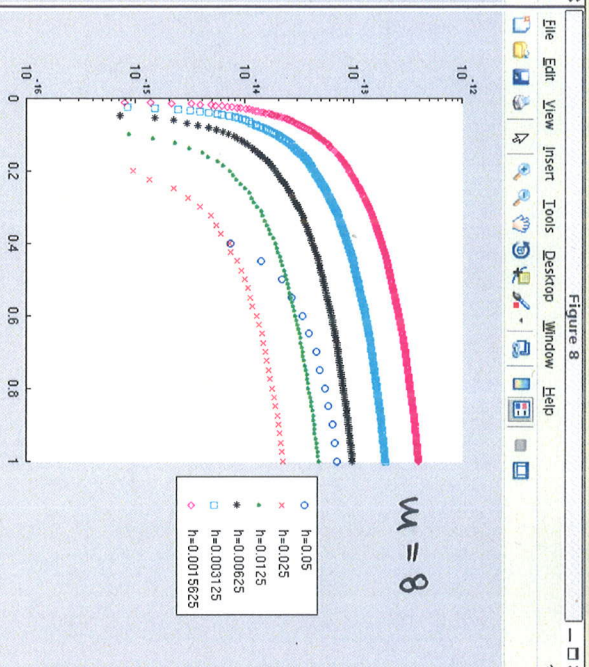 Figure 8
File Edit View Insert Tools Desktop Window Help
m = 8
10^-12
10^-13
10^-14
10^-15
10^-16
0 0.2 0.4 0.6 0.8 1
h=0.05
h=0.025
h=0.0125
h=0.00625
h=0.003125
h=0.0015625